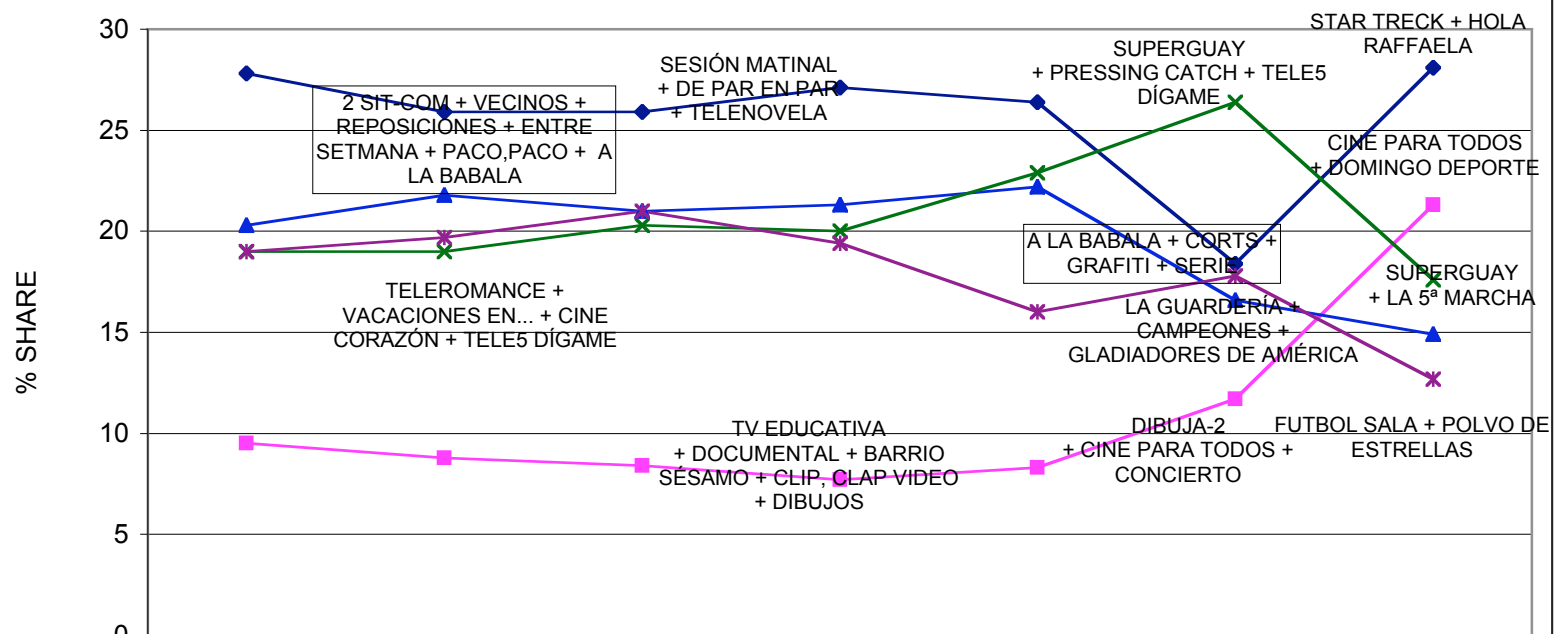 30
25
20
15
10
5
0
% SHARE
2 SIT-COM + VECINOS +
REPOSICIONES + ENTRE
SETMANA + PACO,PACO + A
LA BABALA
SESIÓN MATINAL
+ DE PAR EN PAR
+ TELENOVELA
SUPERGUAY
+ PRESSING CATCH + TELE5
DÍGAME
STAR TRECK + HOLA
RAFFAELA
CINE PARA TODOS
+ DOMINGO DEPORTE
A LA BABALA + CORTS +
GRAFITI + SERIE
TELEROMANCE +
VACACIONES EN... + CINE
CORAZÓN + TELE5 DÍGAME
LA GUARDERÍA +
CAMPEONES +
GLADIADORES DE AMÉRICA
SUPERGUAY
+ LA 5ª MARCHA
TV EDUCATIVA
+ DOCUMENTAL + BARRIO
SÉSAMO + CLIP, CLAP VIDEO
+ DIBUJOS
DIBUJA-2
+ CINE PARA TODOS +
CONCIERTO
FUTBOL SALA + POLVO DE
ESTRELLAS